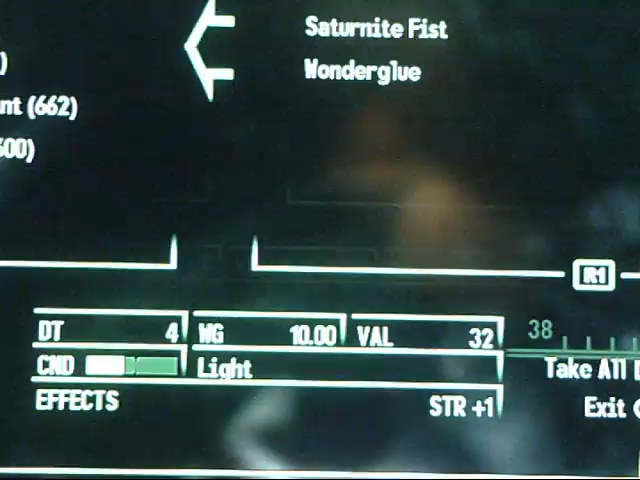 Saturnite Fist
)
Wonderglue
nt (662)
600)
R1
DT 4 WG 10.00 VAL 32 38
CND Light Take All
EFFECTS STR +1 Exit